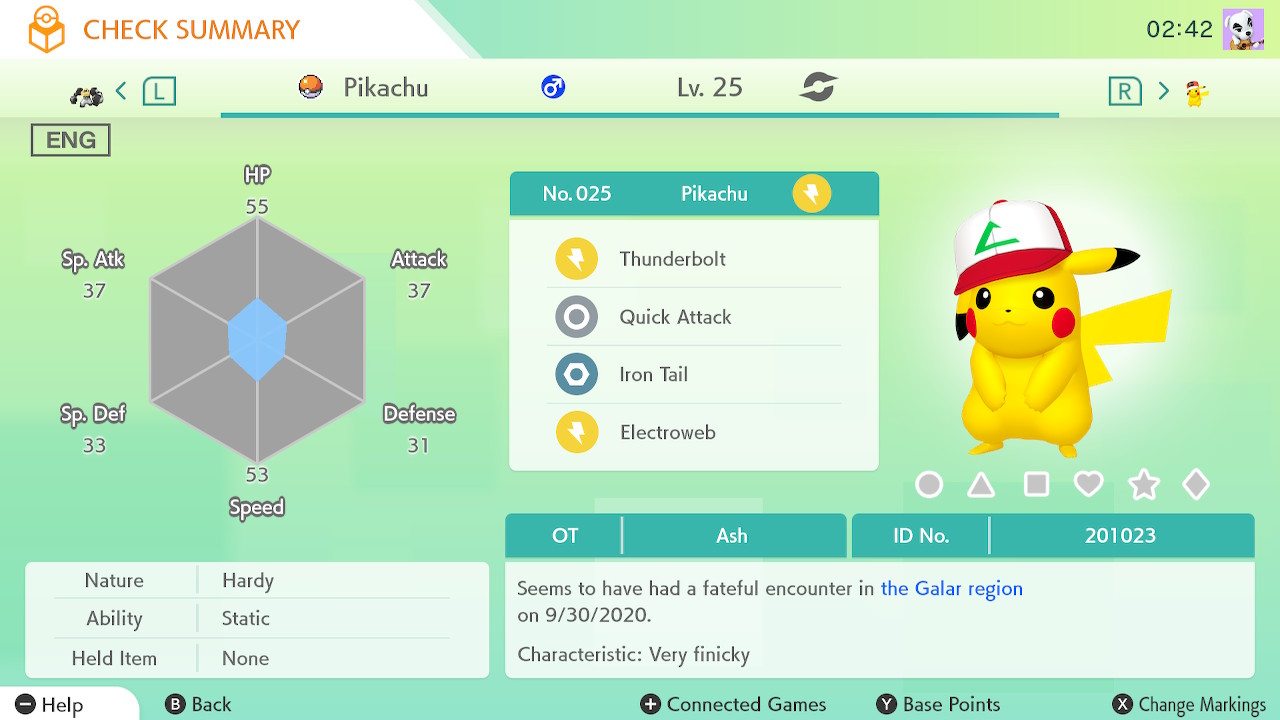 CHECK SUMMARY
02:42
L
Pikachu
Lv. 25
R
ENG
HP
55
Sp. Atk
37
Attack
37
Sp. Def
33
Defense
31
53
Speed
No. 025 Pikachu
Thunderbolt
Quick Attack
Iron Tail
Electroweb
OT Ash
ID No. 201023
Seems to have had a fateful encounter in the Galar region
on 9/30/2020.
Characteristic: Very finicky
Nature Hardy
Ability Static
Held Item None
Help
B Back
Connected Games
Y Base Points
X Change Markings